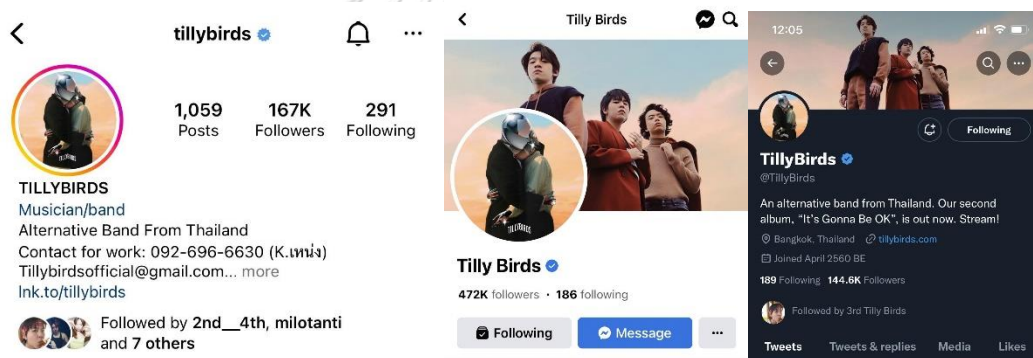 tillybirds
1,059
167K
291
Posts
Followers
Following
TILLYBIRDS
Musician/band
Alternative Band From Thailand
Contact for work: 092-696-6630 (K.เหน่ง)
Tillybirdsofficial@gmail.com... more
lnk.to/tillybirds
Followed by 2nd__4th, milotanti
and 7 others
Tilly Birds
TILLYBIRDS
Tilly Birds
472K followers • 186 following
Following
Message
12:05
Following
TillyBirds
@TillyBirds
An alternative band from Thailand. Our second
album, "It's Gonna Be OK", is out now. Stream!
Bangkok, Thailand tillybirds.com
Joined April 2560 BE
189 Following 144.6K Followers
Followed by 3rd Tilly Birds
Tweets Tweets & replies Media Likes